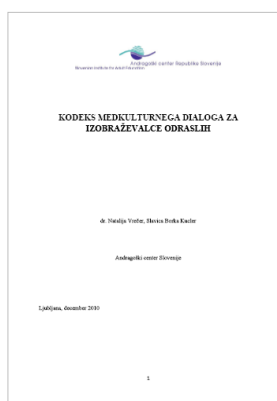 Andragoški center Republike Slovenije
Slovenian Institute for Adult Education
KODEKS MEDKULTURNEGA DIALOGA ZA
IZOBRAŽEVALCE ODRASLIH
dr. Natalija Vrečer, Slavica Borka Kucler
Andragoški center Slovenije
Ljubljana, december 2010
1